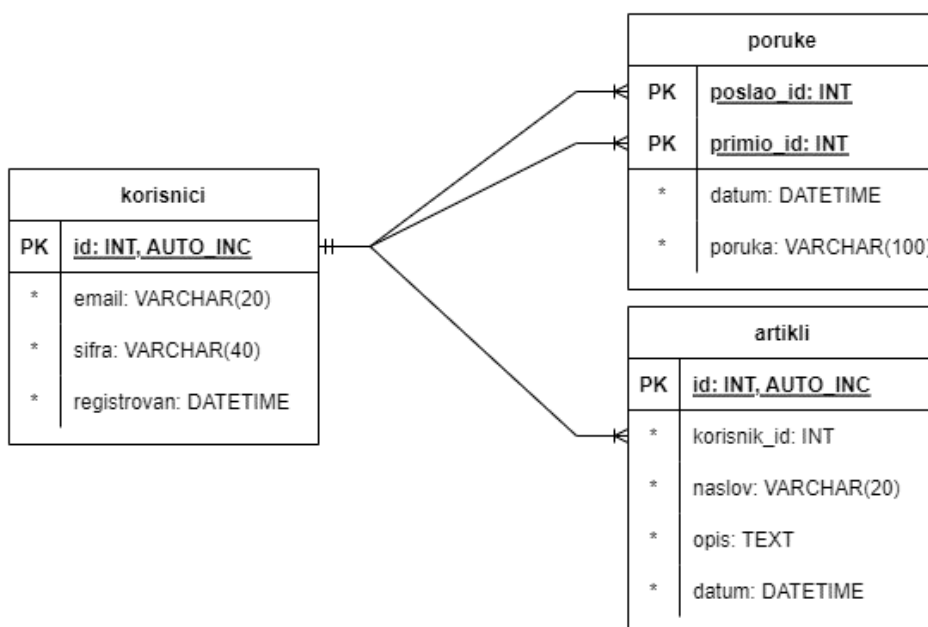 korisnici
PK id: INT, AUTO_INC
* email: VARCHAR(20)
* sifra: VARCHAR(40)
* registrovan: DATETIME
poruke
PK poslao_id: INT
PK primio_id: INT
* datum: DATETIME
* poruka: VARCHAR(100)
artikli
PK id: INT, AUTO_INC
* korisnik_id: INT
* naslov: VARCHAR(20)
* opis: TEXT
* datum: DATETIME